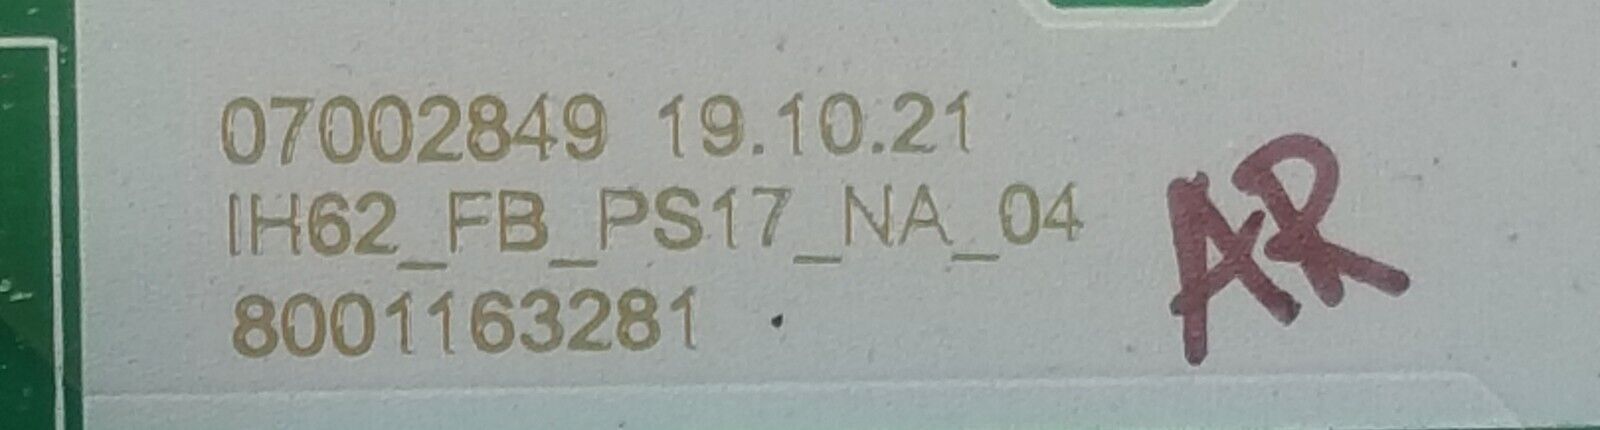 07002849 19.10.21
IH62_FB_PS17_NA_04
8001163281
AR